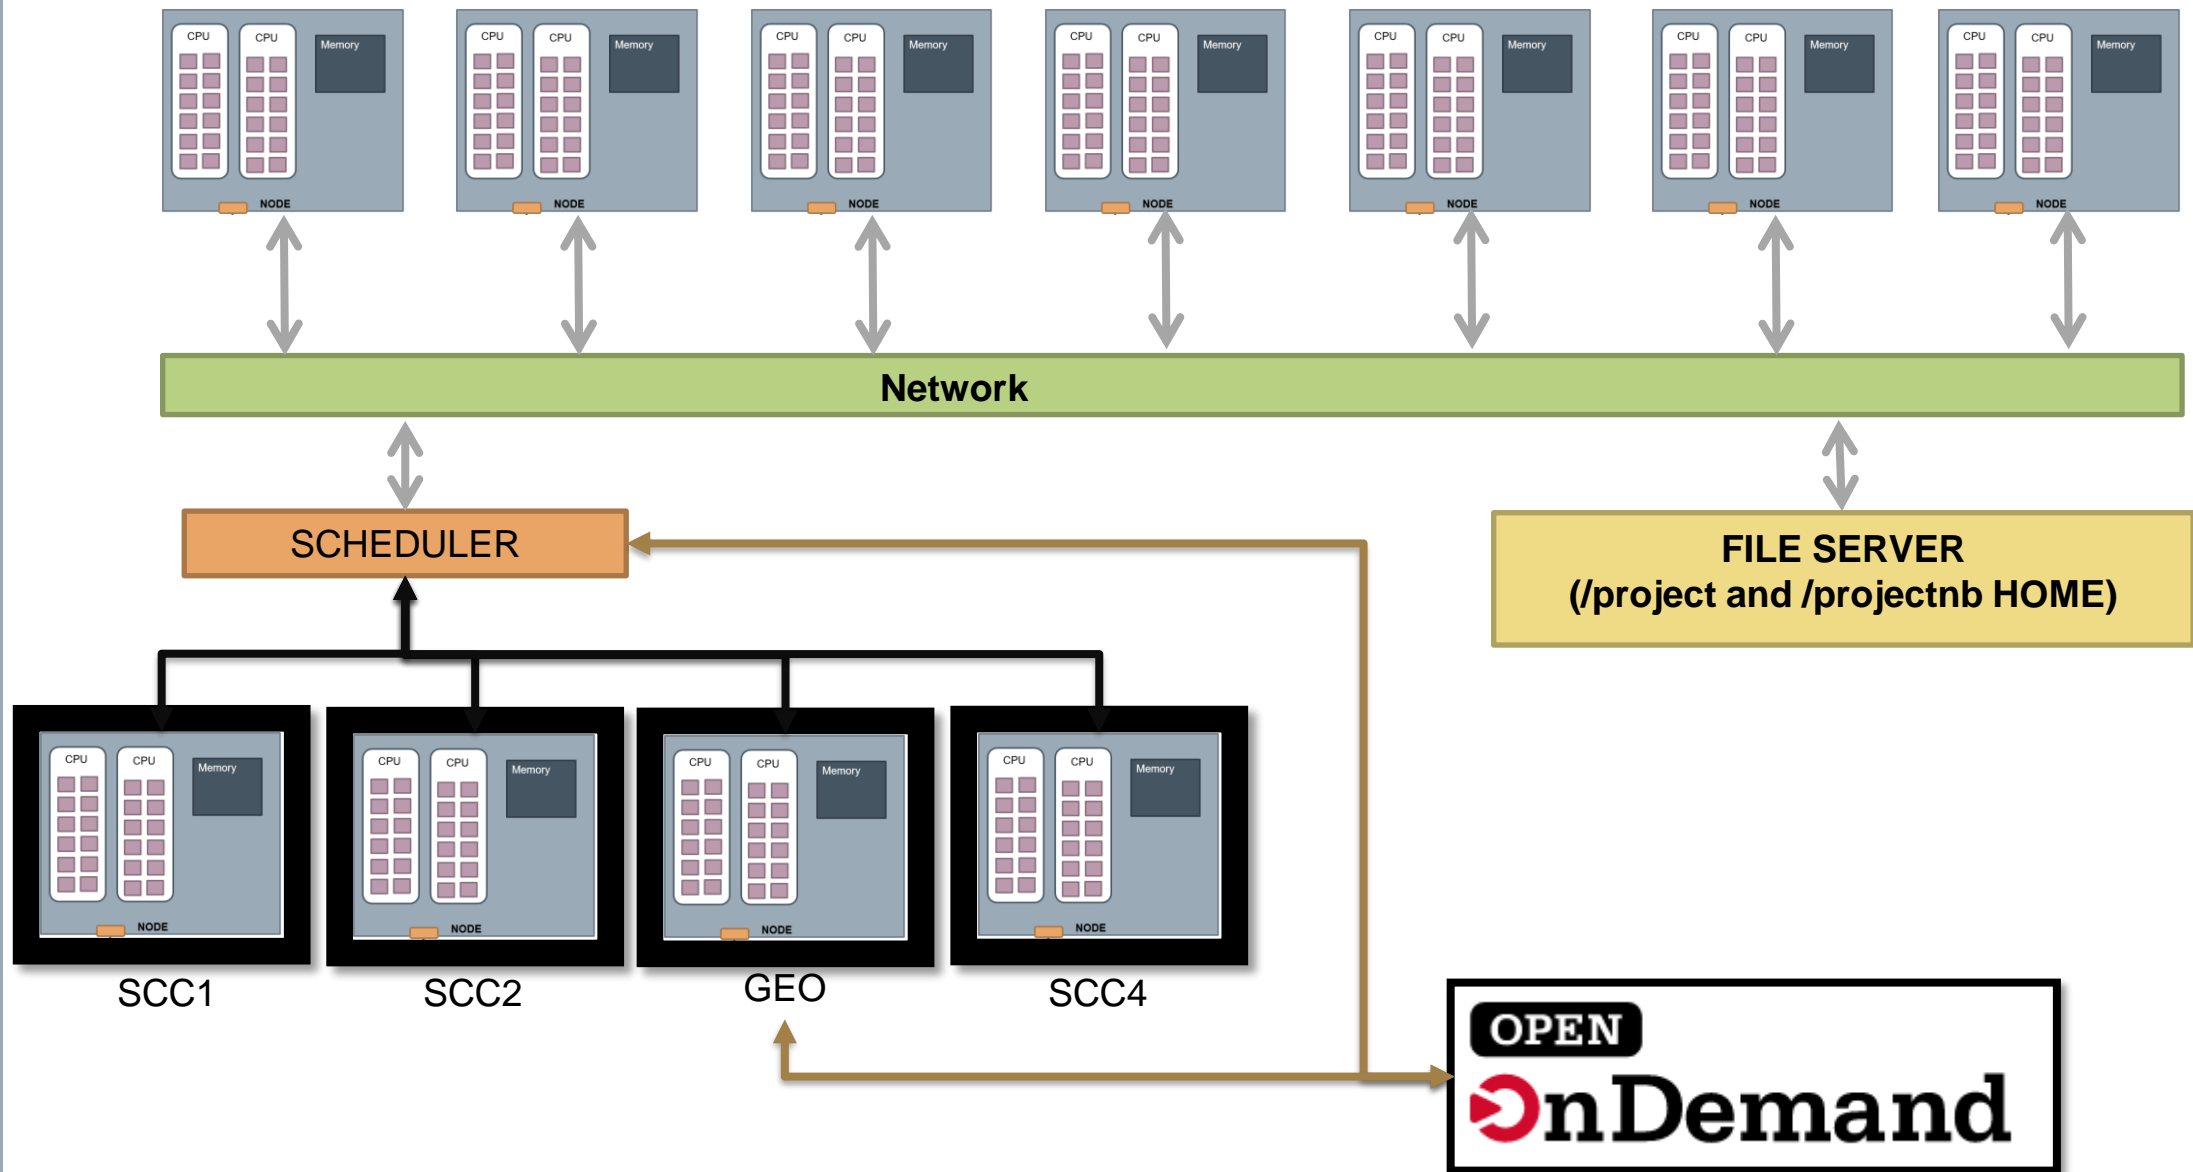 CPU CPU Memory
NODE
CPU CPU Memory
NODE
CPU CPU Memory
NODE
CPU CPU Memory
NODE
CPU CPU Memory
NODE
CPU CPU Memory
NODE
CPU CPU Memory
NODE
Network
SCHEDULER
FILE SERVER
(/project and /projectnb HOME)
CPU CPU Memory
NODE
SCC1
CPU CPU Memory
NODE
SCC2
CPU CPU Memory
NODE
GEO
CPU CPU Memory
NODE
SCC4
OPEN
OnDemand